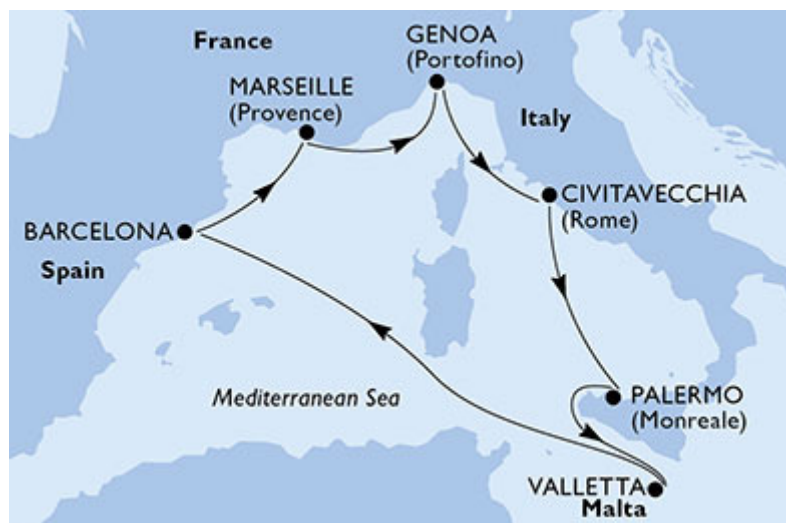 France
GENOA
(Portofino)
MARSEILLE
(Provence)
Italy
CIVITAVECCHIA
(Rome)
BARCELONA
Spain
Mediterranean Sea
PALERMO
(Monreale)
VALLETTA
Malta